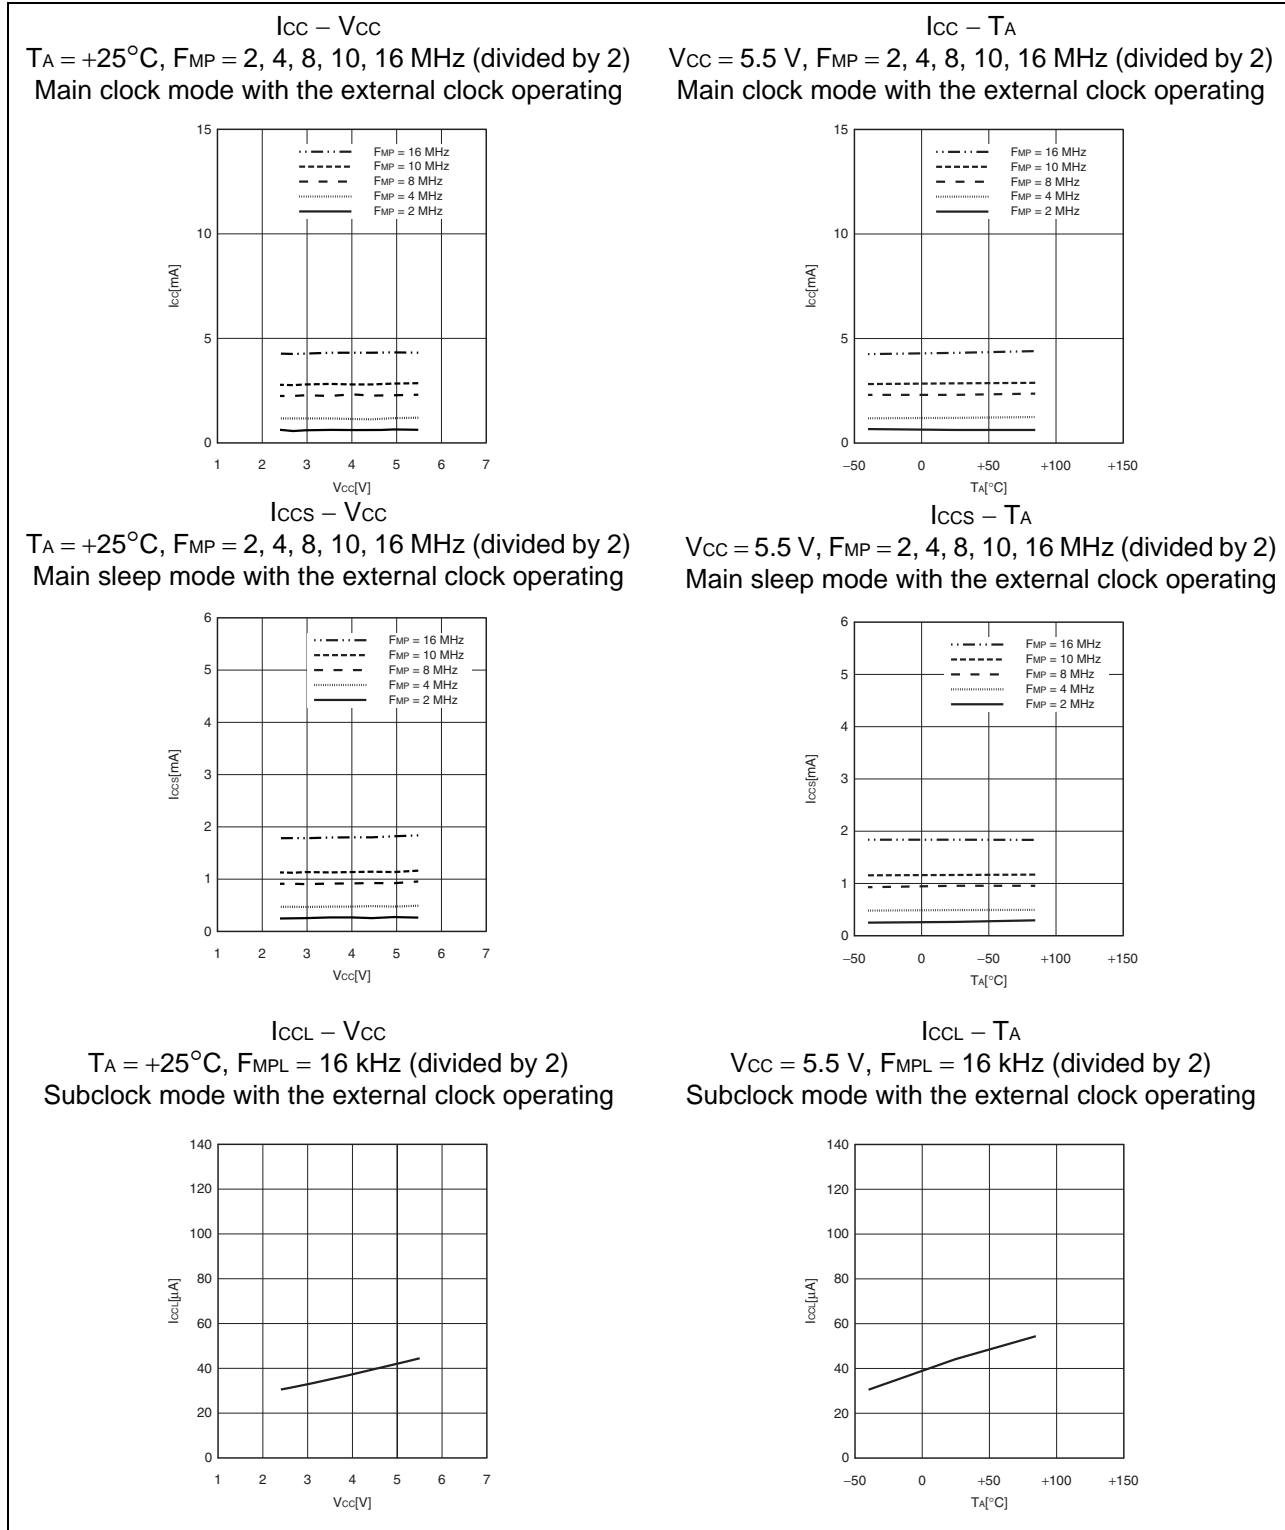 ICC − VCC
TA = +25°C, FMP = 2, 4, 8, 10, 16 MHz (divided by 2)
Main clock mode with the external clock operating
15
10
5
0
ICC[mA]
FMP = 16 MHz
FMP = 10 MHz
FMP = 8 MHz
FMP = 4 MHz
FMP = 2 MHz
1 2 3 4 5 6 7
VCC[V]
ICC − TA
VCC = 5.5 V, FMP = 2, 4, 8, 10, 16 MHz (divided by 2)
Main clock mode with the external clock operating
15
10
5
0
ICC[mA]
FMP = 16 MHz
FMP = 10 MHz
FMP = 8 MHz
FMP = 4 MHz
FMP = 2 MHz
−50 0 +50 +100 +150
TA[°C]
ICCS − VCC
TA = +25°C, FMP = 2, 4, 8, 10, 16 MHz (divided by 2)
Main sleep mode with the external clock operating
6
5
4
3
2
1
0
ICCS[mA]
FMP = 16 MHz
FMP = 10 MHz
FMP = 8 MHz
FMP = 4 MHz
FMP = 2 MHz
1 2 3 4 5 6 7
VCC[V]
ICCS − TA
VCC = 5.5 V, FMP = 2, 4, 8, 10, 16 MHz (divided by 2)
Main sleep mode with the external clock operating
6
5
4
3
2
1
0
ICCS[mA]
FMP = 16 MHz
FMP = 10 MHz
FMP = 8 MHz
FMP = 4 MHz
FMP = 2 MHz
−50 0 −50 +100 +150
TA[°C]
ICCL − VCC
TA = +25°C, FMPL = 16 kHz (divided by 2)
Subclock mode with the external clock operating
140
120
100
80
60
40
20
0
ICCL[μA]
1 2 3 4 5 6 7
VCC[V]
ICCL − TA
VCC = 5.5 V, FMPL = 16 kHz (divided by 2)
Subclock mode with the external clock operating
140
120
100
80
60
40
20
0
ICCL[μA]
−50 0 +50 +100 +150
TA[°C]